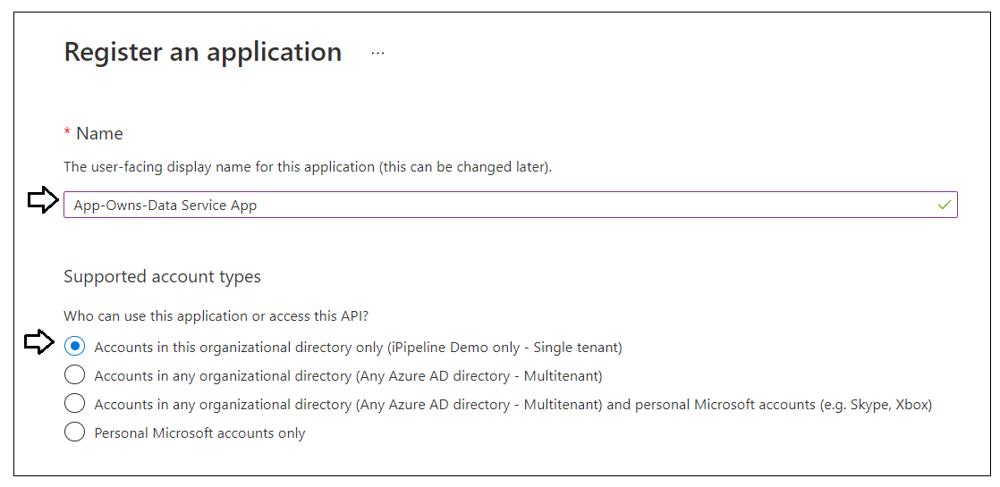 Register an application ...
* Name
The user-facing display name for this application (this can be changed later).
App-Owns-Data Service App
Supported account types
Who can use this application or access this API?
Accounts in this organizational directory only (iPipeline Demo only - Single tenant)
Accounts in any organizational directory (Any Azure AD directory - Multitenant)
Accounts in any organizational directory (Any Azure AD directory - Multitenant) and personal Microsoft accounts (e.g. Skype, Xbox)
Personal Microsoft accounts only